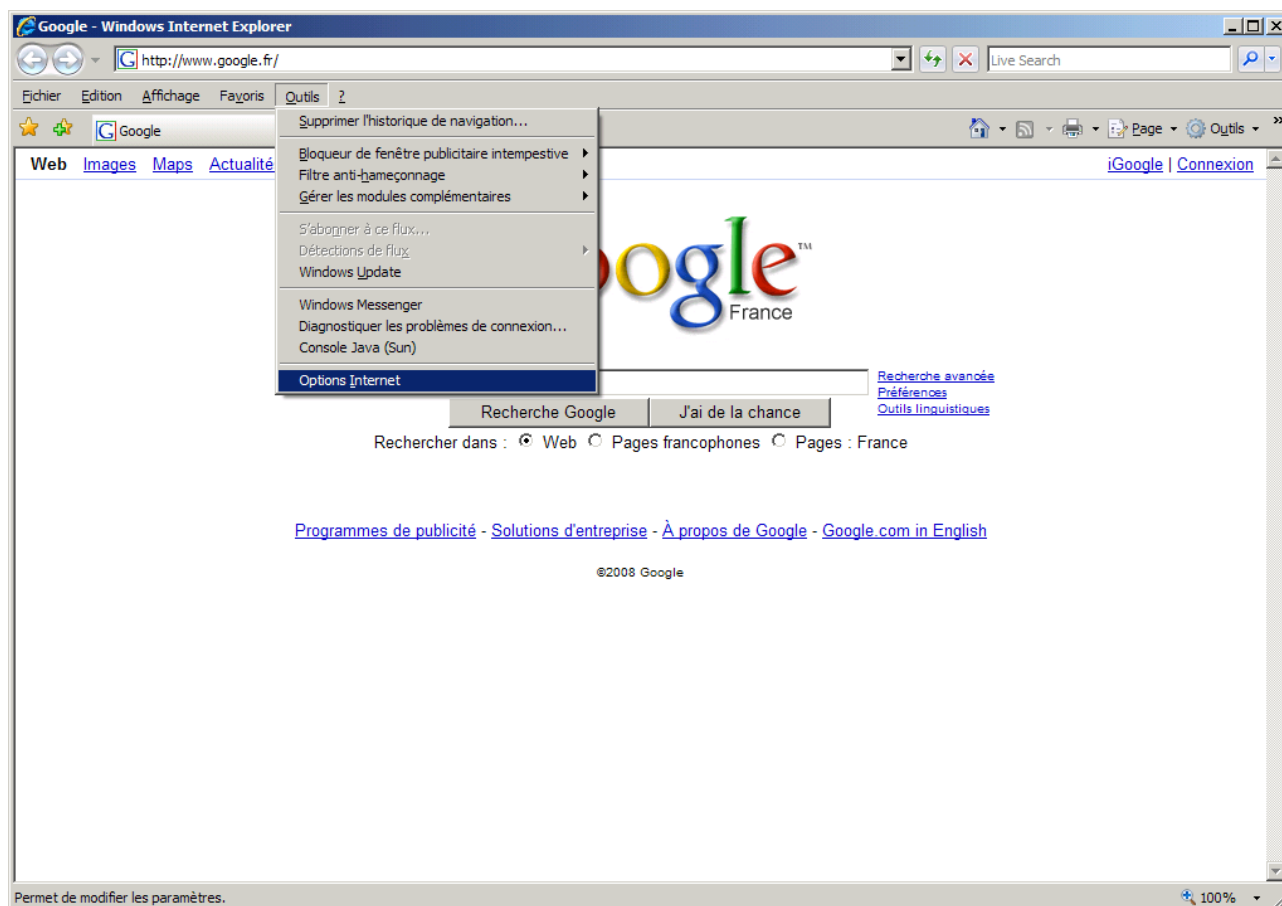 Google - Windows Internet Explorer
http://www.google.fr/
Live Search
Fichier Edition Affichage Favoris Outils ?
Google
Page Outils »
Supprimer l'historique de navigation...
Bloqueur de fenêtre publicitaire intempestive
Filtre anti-hameçonnage
Gérer les modules complémentaires
S'abonner à ce flux...
Détections de flux
Windows Update
Windows Messenger
Diagnostiquer les problèmes de connexion...
Console Java (Sun)
Options Internet
Web Images Maps Actualité
iGoogle | Connexion
ogle™
France
Recherche avancée
Préférences
Outils linguistiques
Recherche Google J'ai de la chance
Rechercher dans : Web Pages francophones Pages : France
Programmes de publicité - Solutions d'entreprise - À propos de Google - Google.com in English
©2008 Google
Permet de modifier les paramètres.
100%